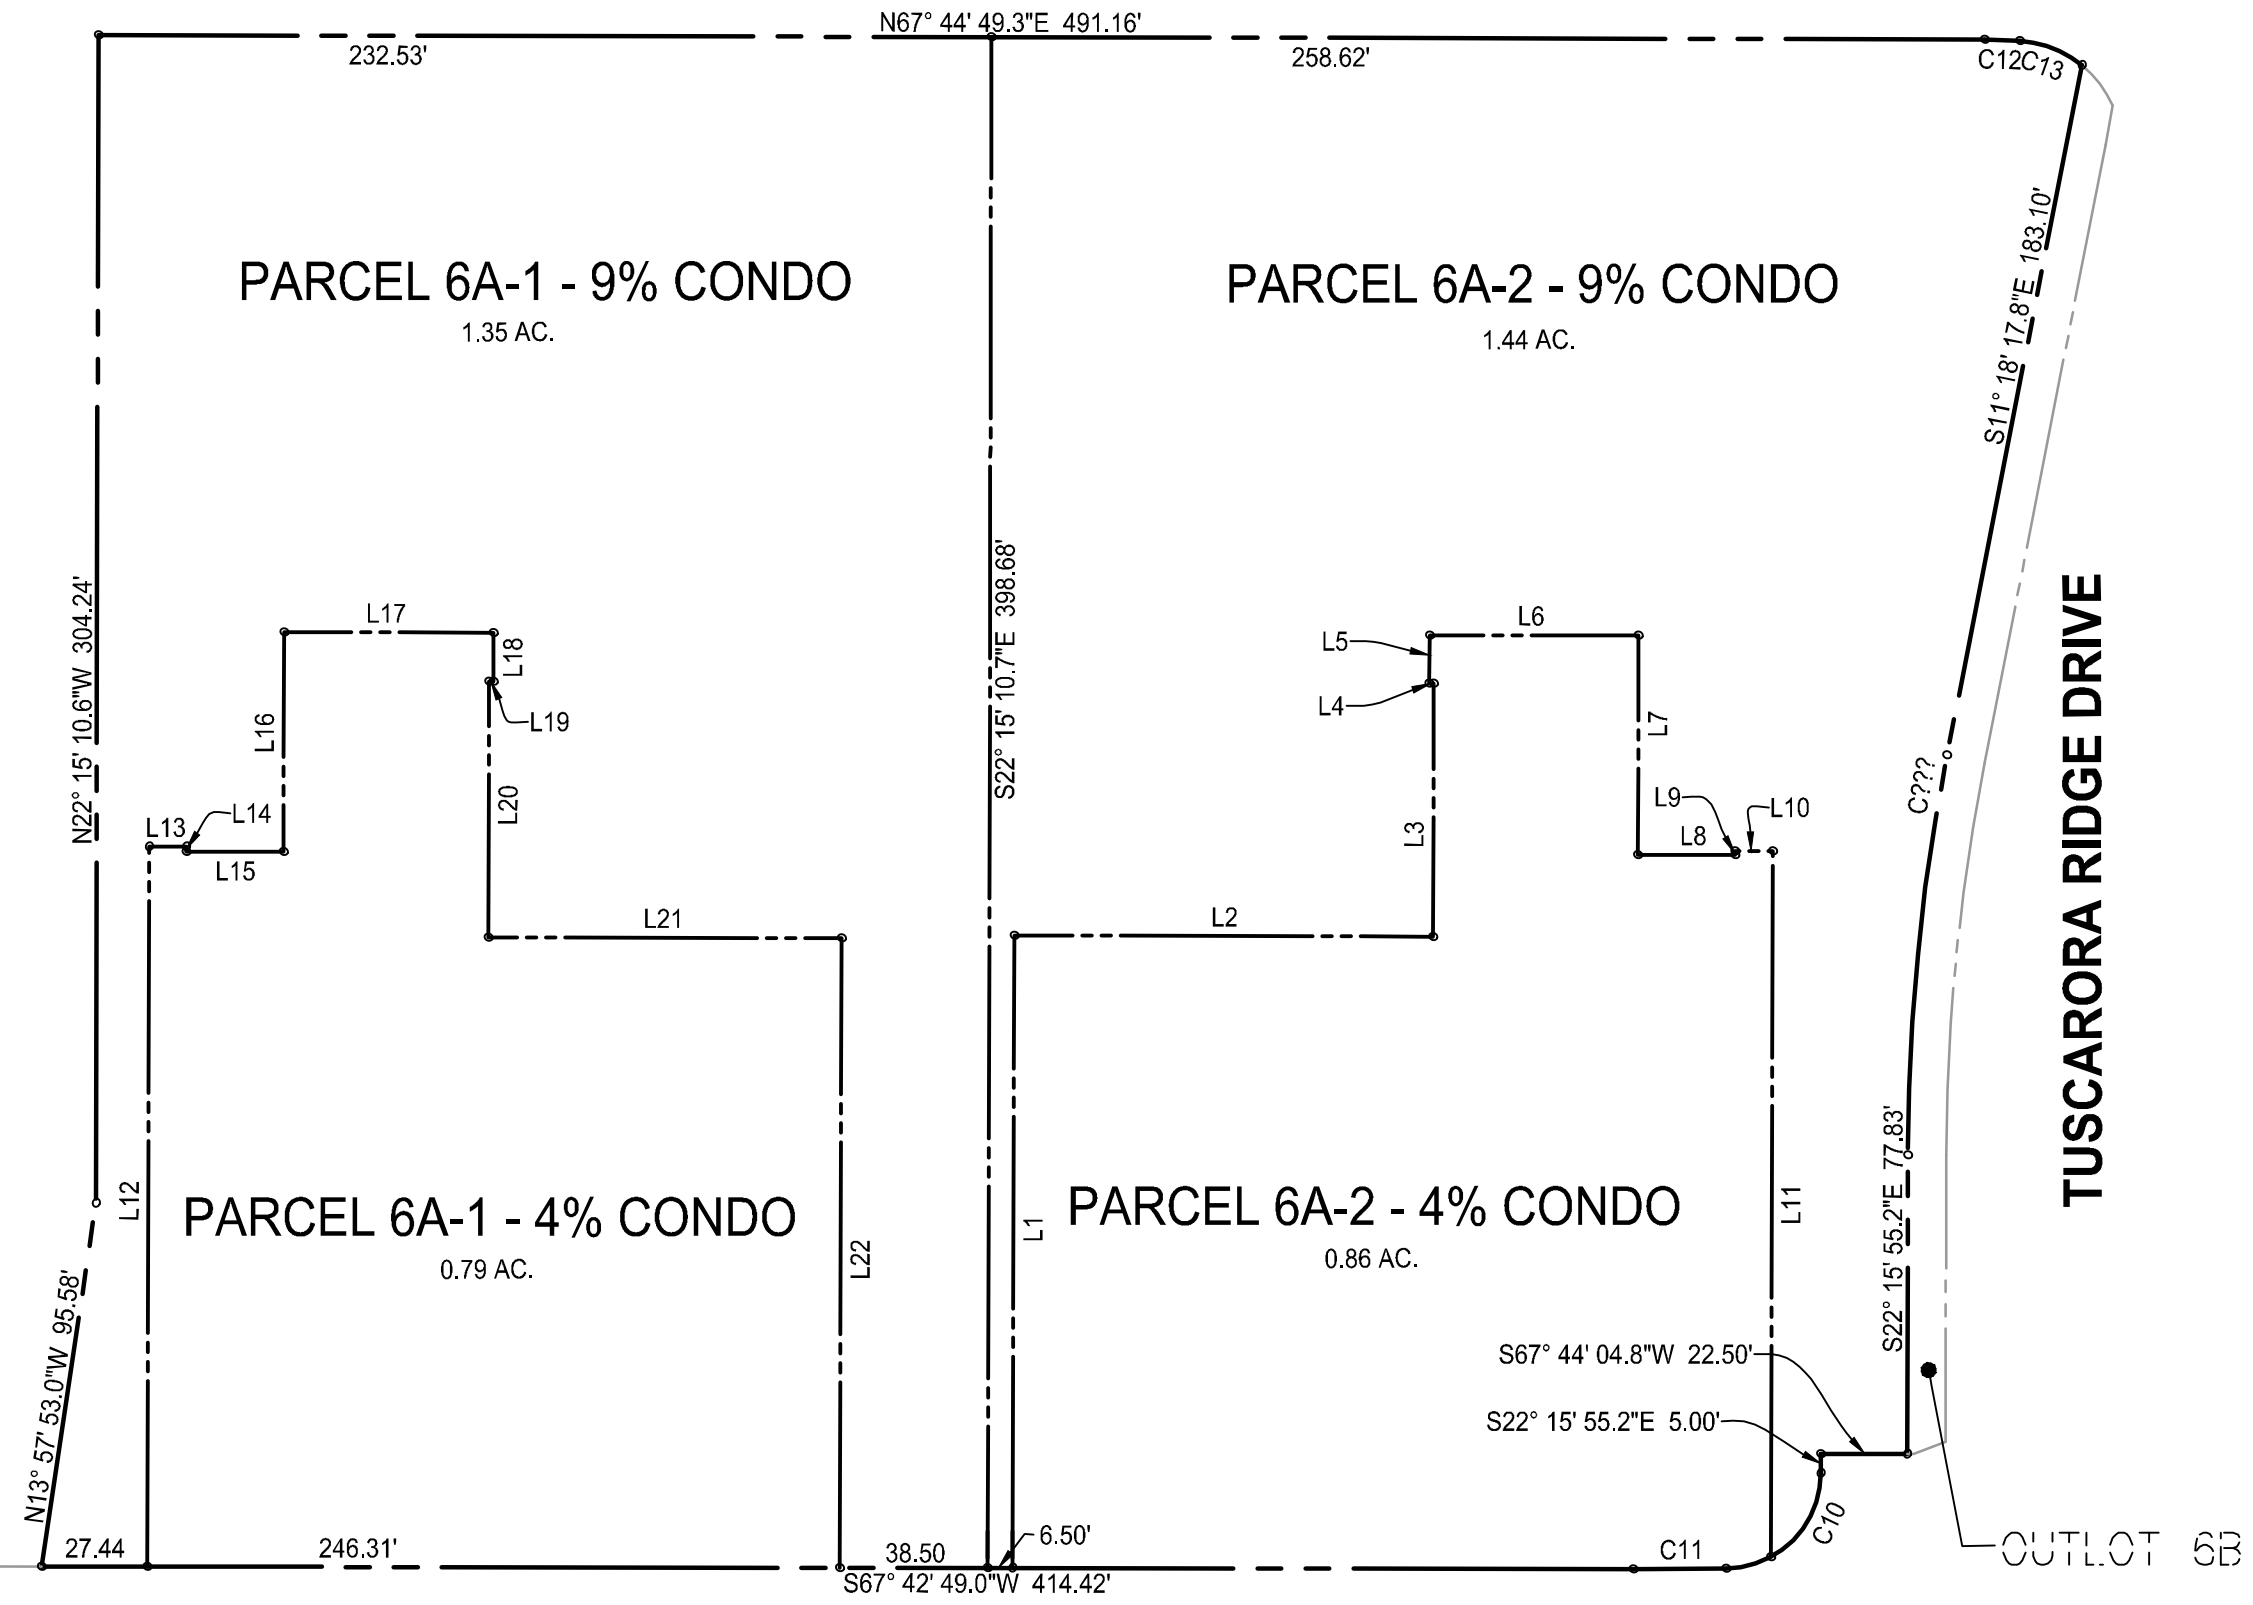 N67° 44' 49.3"E 491.16'
232.53'
258.62'
C12
C13
PARCEL 6A-1 - 9% CONDO
1.35 AC.
PARCEL 6A-2 - 9% CONDO
1.44 AC.
S11° 18' 17.8"E 183.10'
N22° 15' 10.6"W 304.24'
S22° 15' 10.7"E 398.68'
TUSCARORA RIDGE DRIVE
L17
L18
L16
L19
L20
L13
L14
L15
L21
L6
L5
L4
L7
L3
L9
L10
L8
L2
C???
L12
PARCEL 6A-1 - 4% CONDO
0.79 AC.
L22
L1
PARCEL 6A-2 - 4% CONDO
0.86 AC.
L11
S22° 15' 55.2"E 77.83'
N13° 57' 53.0"W 95.58'
S67° 44' 04.8"W 22.50'
S22° 15' 55.2"E 5.00'
C10
27.44
246.31'
38.50
6.50'
C11
S67° 42' 49.0"W 414.42'
OUTLOT 6B